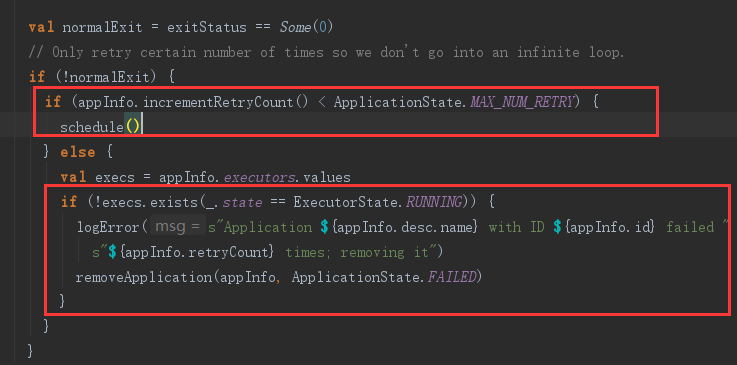 val normalExit = exitStatus == Some(0)
// Only retry certain number of times so we don't go into an infinite loop.
if (!normalExit) {
if (appInfo.incrementRetryCount() < ApplicationState.MAX_NUM_RETRY) {
schedule()
} else {
val execs = appInfo.executors.values
if (!execs.exists(_.state == ExecutorState.RUNNING)) {
logError( msg = s"Application ${appInfo.desc.name} with ID ${appInfo.id} failed "
s"${appInfo.retryCount} times; removing it")
removeApplication(appInfo, ApplicationState.FAILED)
}
}
}